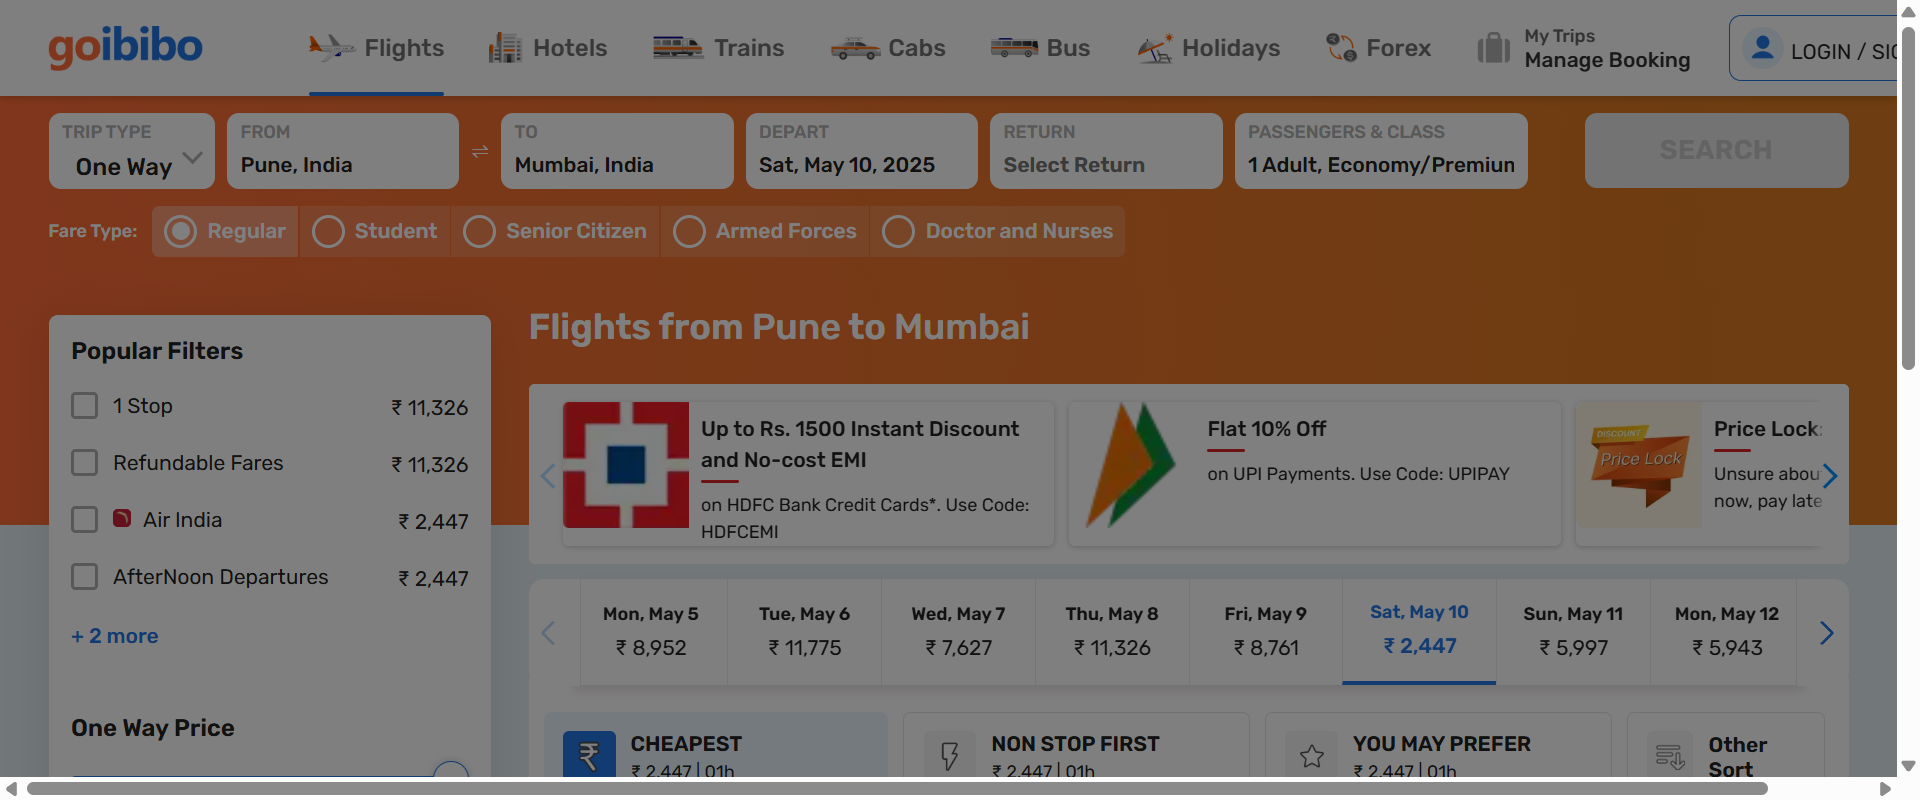 goibibo
Flights
Hotels
Trains
Cabs
Bus
Holidays
Forex
My Trips
Manage Booking
LOGIN / SIG
TRIP TYPE
One Way
FROM
Pune, India
TO
Mumbai, India
DEPART
Sat, May 10, 2025
RETURN
Select Return
PASSENGERS & CLASS
1 Adult, Economy/Premium
SEARCH
Fare Type:
Regular
Student
Senior Citizen
Armed Forces
Doctor and Nurses
Popular Filters
1 Stop ₹ 11,326
Refundable Fares ₹ 11,326
Air India ₹ 2,447
AfterNoon Departures ₹ 2,447
+ 2 more
One Way Price
Flights from Pune to Mumbai
Up to Rs. 1500 Instant Discount
and No-cost EMI
on HDFC Bank Credit Cards*. Use Code:
HDFCEMI
Flat 10% Off
on UPI Payments. Use Code: UPIPAY
DISCOUNT
Price Lock
Price Lock:
Unsure abou
now, pay late
Mon, May 5
₹ 8,952
Tue, May 6
₹ 11,775
Wed, May 7
₹ 7,627
Thu, May 8
₹ 11,326
Fri, May 9
₹ 8,761
Sat, May 10
₹ 2,447
Sun, May 11
₹ 5,997
Mon, May 12
₹ 5,943
₹
CHEAPEST
₹ 2,447 | 01h
NON STOP FIRST
₹ 2,447 | 01h
YOU MAY PREFER
₹ 2,447 | 01h
Other
Sort